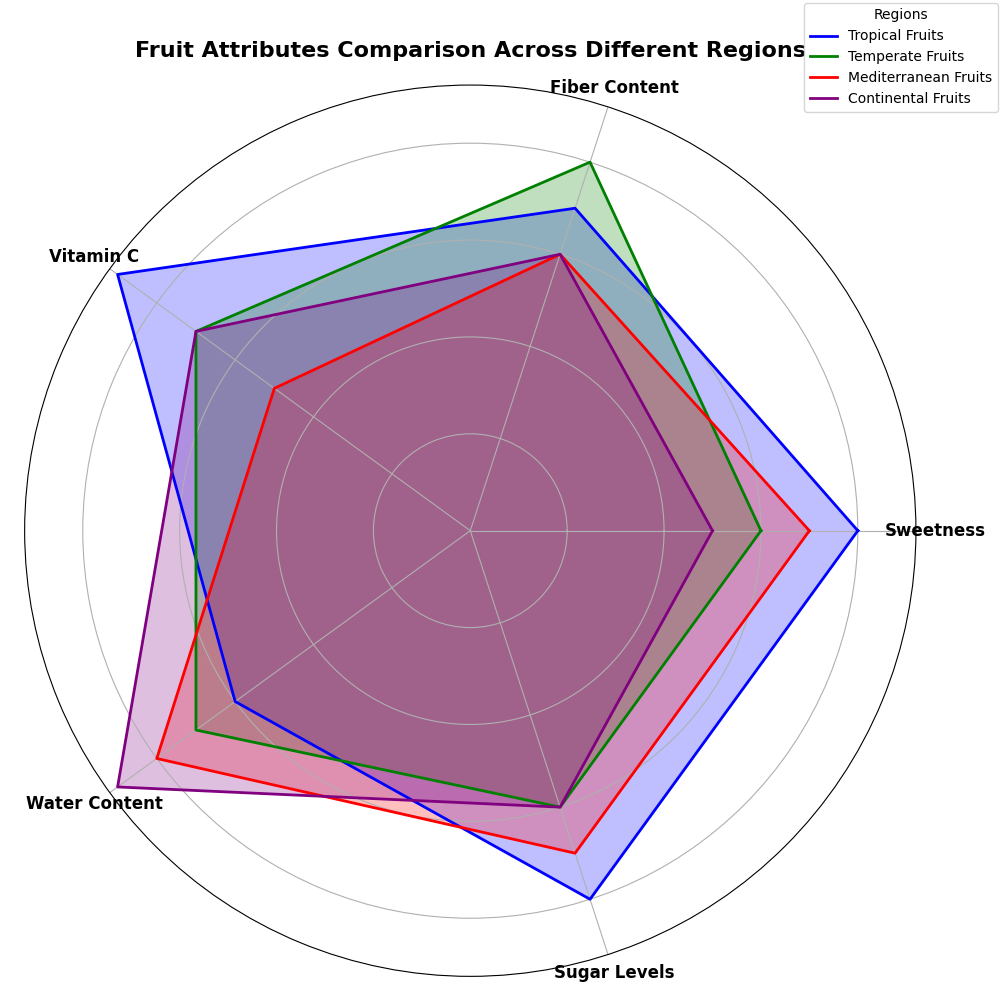 Fruit Attributes Comparison Across Different Regions
Regions
Tropical Fruits
Temperate Fruits
Mediterranean Fruits
Continental Fruits
Fiber Content
Vitamin C
Sweetness
Water Content
Sugar Levels